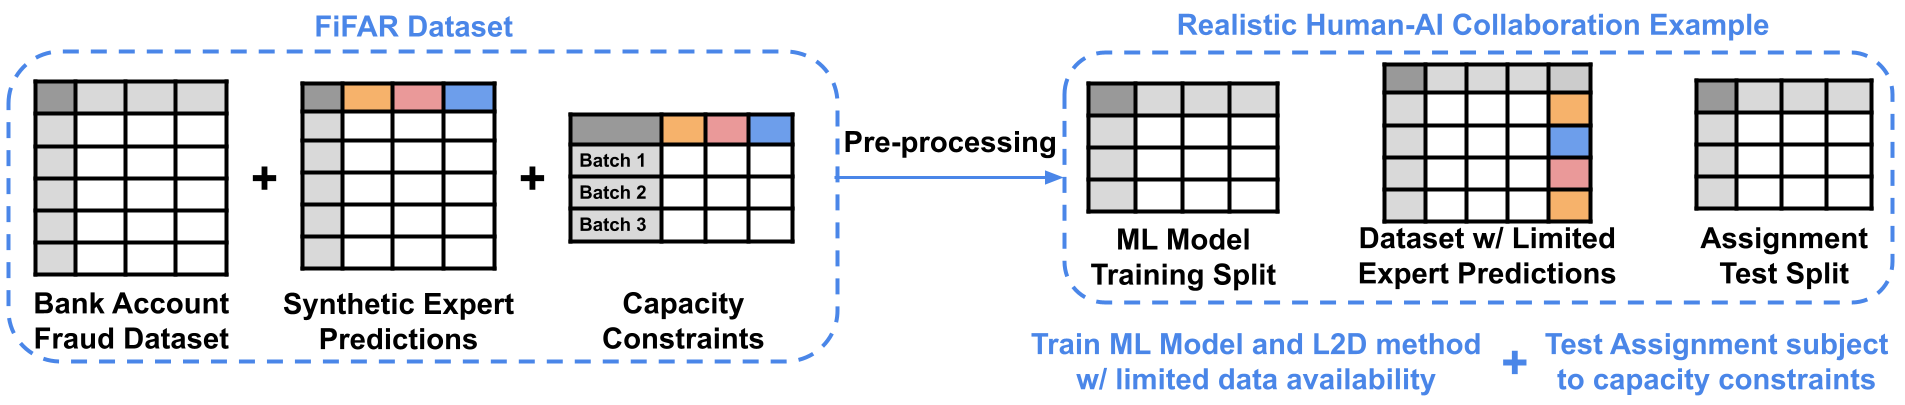 FiFAR Dataset
+
+
Batch 1
Batch 2
Batch 3
Bank Account
Fraud Dataset
Synthetic Expert
Predictions
Capacity
Constraints
Pre-processing
Realistic Human-AI Collaboration Example
ML Model
Training Split
Dataset w/ Limited
Expert Predictions
Assignment
Test Split
Train ML Model and L2D method
w/ limited data availability
+
Test Assignment subject
to capacity constraints